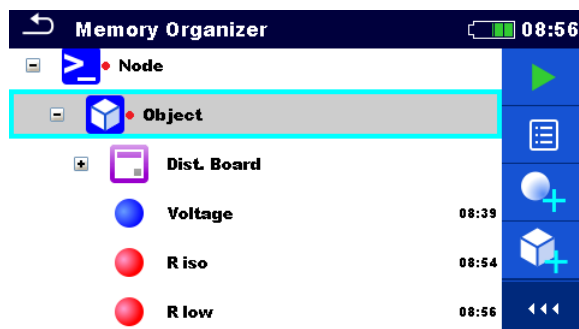 Memory Organizer 08:56
Node
Object
Dist. Board
Voltage 08:39
R iso 08:54
R low 08:56